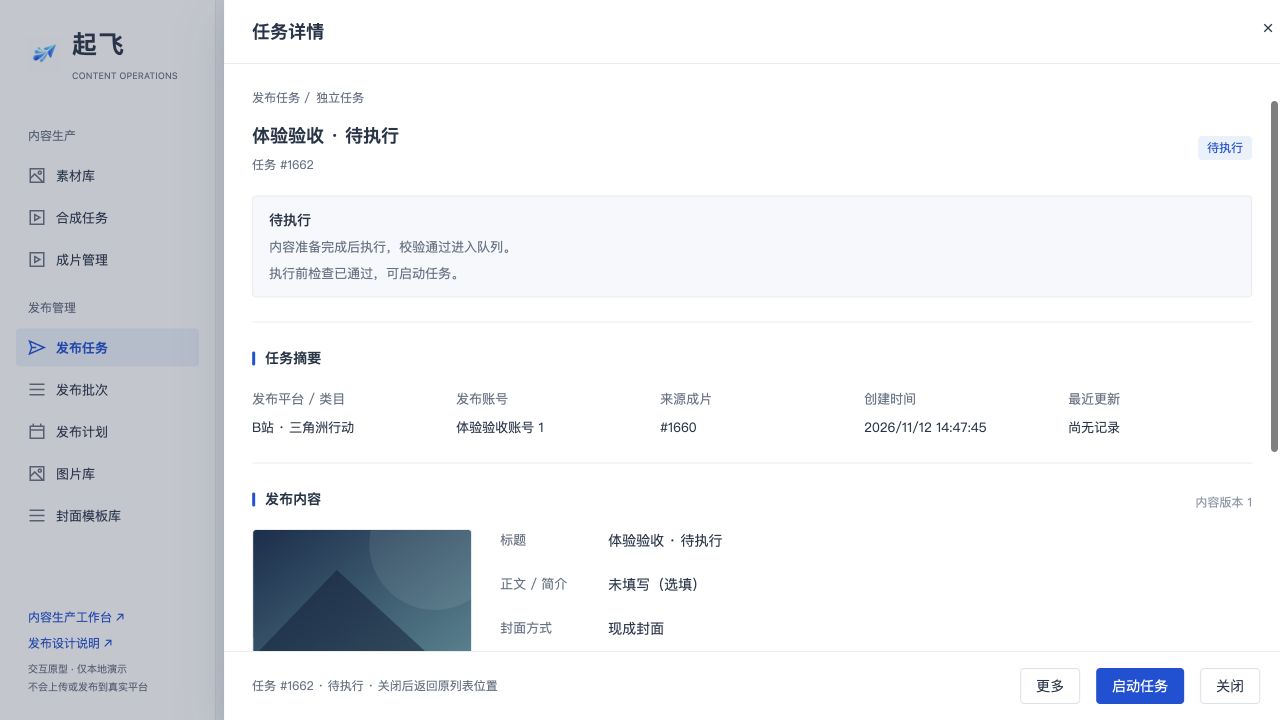 起飞
CONTENT OPERATIONS
内容生产
素材库
合成任务
成片管理
发布管理
发布任务
发布批次
发布计划
图片库
封面模板库
内容生产工作台 ↗
发布设计说明 ↗
交互原型 · 仅本地演示
不会上传或发布到真实平台
任务详情
×
发布任务 / 独立任务
体验验收 · 待执行
任务 #1662
待执行
待执行
内容准备完成后执行，校验通过进入队列。
执行前检查已通过，可启动任务。
任务摘要
发布平台 / 类目
发布账号
来源成片
创建时间
最近更新
B站 · 三角洲行动
体验验收账号 1
#1660
2026/11/12 14:47:45
尚无记录
发布内容
内容版本 1
标题
体验验收 · 待执行
正文 / 简介
未填写（选填）
封面方式
现成封面
任务 #1662 · 待执行 · 关闭后返回原列表位置
更多
启动任务
关闭